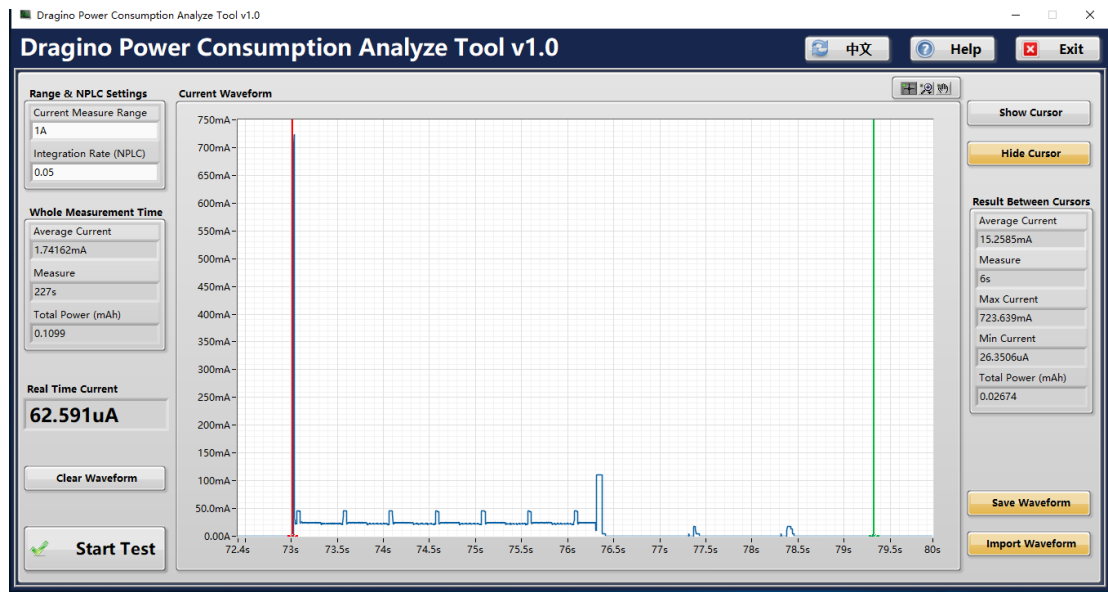 Dragino Power Consumption Analyze Tool v1.0
Dragino Power Consumption Analyze Tool v1.0
中文
Help
Exit
Range & NPLC Settings
Current Measure Range
1A
Integration Rate (NPLC)
0.05
Whole Measurement Time
Average Current
1.74162mA
Measure
227s
Total Power (mAh)
0.1099
Real Time Current
62.591uA
Clear Waveform
Start Test
Current Waveform
750mA
700mA
650mA
600mA
550mA
500mA
450mA
400mA
350mA
300mA
250mA
200mA
150mA
100mA
50.0mA
0.00A
72.4s 73s 73.5s 74s 74.5s 75s 75.5s 76s 76.5s 77s 77.5s 78s 78.5s 79s 79.5s 80s
Show Cursor
Hide Cursor
Result Between Cursors
Average Current
15.2585mA
Measure
6s
Max Current
723.639mA
Min Current
26.3506uA
Total Power (mAh)
0.02674
Save Waveform
Import Waveform